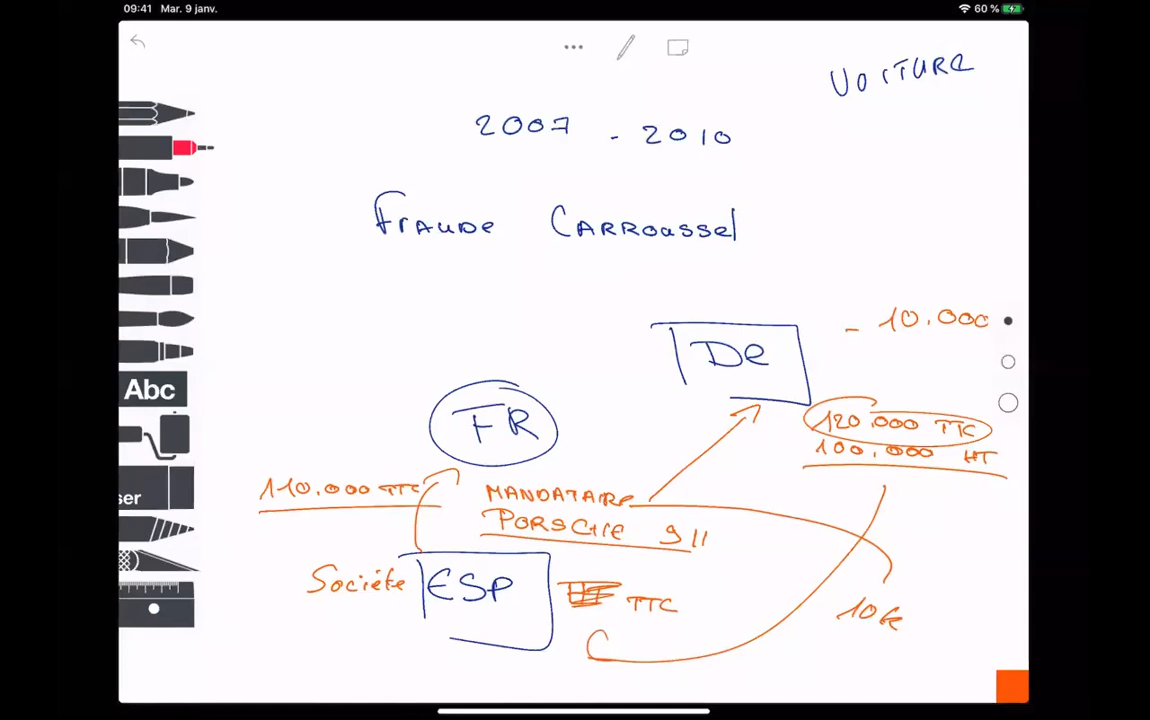 09:41 Mar. 9 janv.
60 %
VOITURE
2007 - 2010
FRAUDE CARROUSSEL
- 10.000
DE
FR
120.000 TTC
100.000 HT
110.000 TTC
MANDATAIRE
PORSCHE 911
Société ESP
TTC
10k
Abc
ser